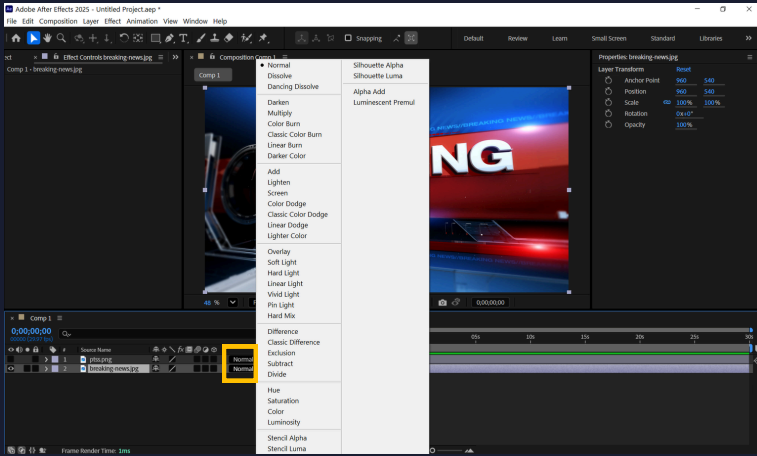 Adobe After Effects 2025 - Untitled Project.aep *
File Edit Composition Layer Effect Animation View Window Help
Snapping
Default Review Learn Small Screen Standard Libraries
Effect Controls breaking-news.jpg
Composition Comp 1
Properties: breaking-news.jpg
Comp 1 - breaking-news.jpg
Comp 1
Layer Transform Reset
Anchor Point 960 540
Position 960 540
Scale 100% 100%
Rotation 0x+0°
Opacity 100%
Normal
Dissolve
Dancing Dissolve
Darken
Multiply
Color Burn
Classic Color Burn
Linear Burn
Darker Color
Add
Lighten
Screen
Color Dodge
Classic Color Dodge
Linear Dodge
Lighter Color
Overlay
Soft Light
Hard Light
Linear Light
Vivid Light
Pin Light
Hard Mix
Difference
Classic Difference
Exclusion
Subtract
Divide
Hue
Saturation
Color
Luminosity
Stencil Alpha
Stencil Luma
Silhouette Alpha
Silhouette Luma
Alpha Add
Luminescent Premul
NEWS/BREAKING NEWS
NG
48 %
0;00;00;00
Comp 1
0;00;00;00
05s 10s 15s 20s 25s 30s
# Source Name
1 ptss.png Normal
2 breaking-news.jpg Normal
Frame Render Time: 1ms